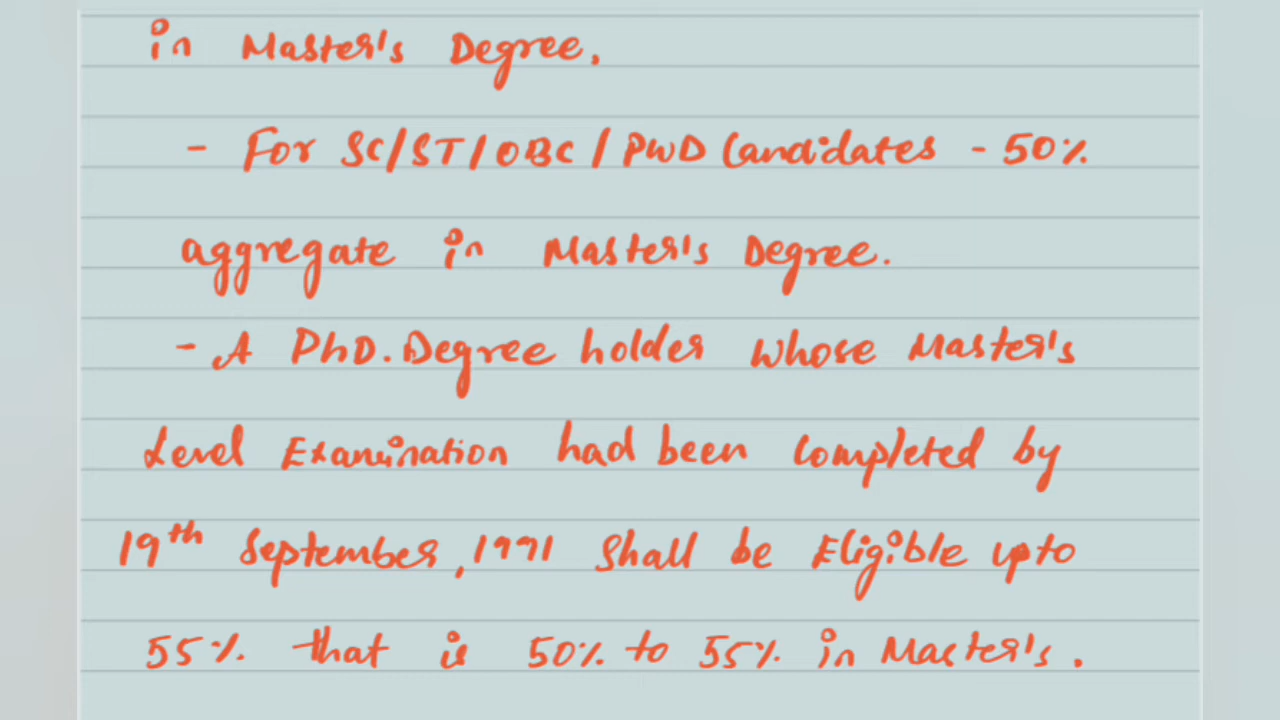 in Master's Degree.
- For SC/ST/OBC/PWD Candidates - 50%
aggregate in Master's Degree.
- A PhD. Degree holder whose Master's
Level Examination had been completed by
19th September, 1991 shall be Eligible upto
55% that is 50% to 55% in Master's.